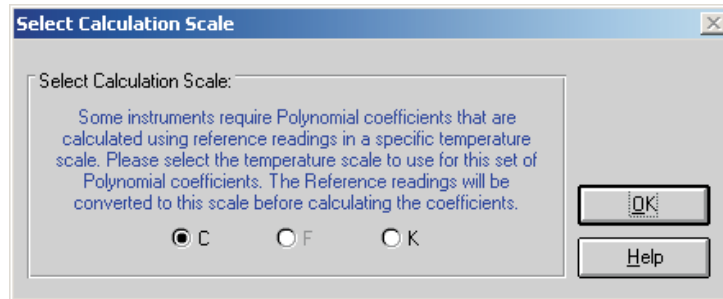 Select Calculation Scale
Select Calculation Scale:
Some instruments require Polynomial coefficients that are
calculated using reference readings in a specific temperature
scale. Please select the temperature scale to use for this set of
Polynomial coefficients. The Reference readings will be
converted to this scale before calculating the coefficients.
C F K
OK
Help